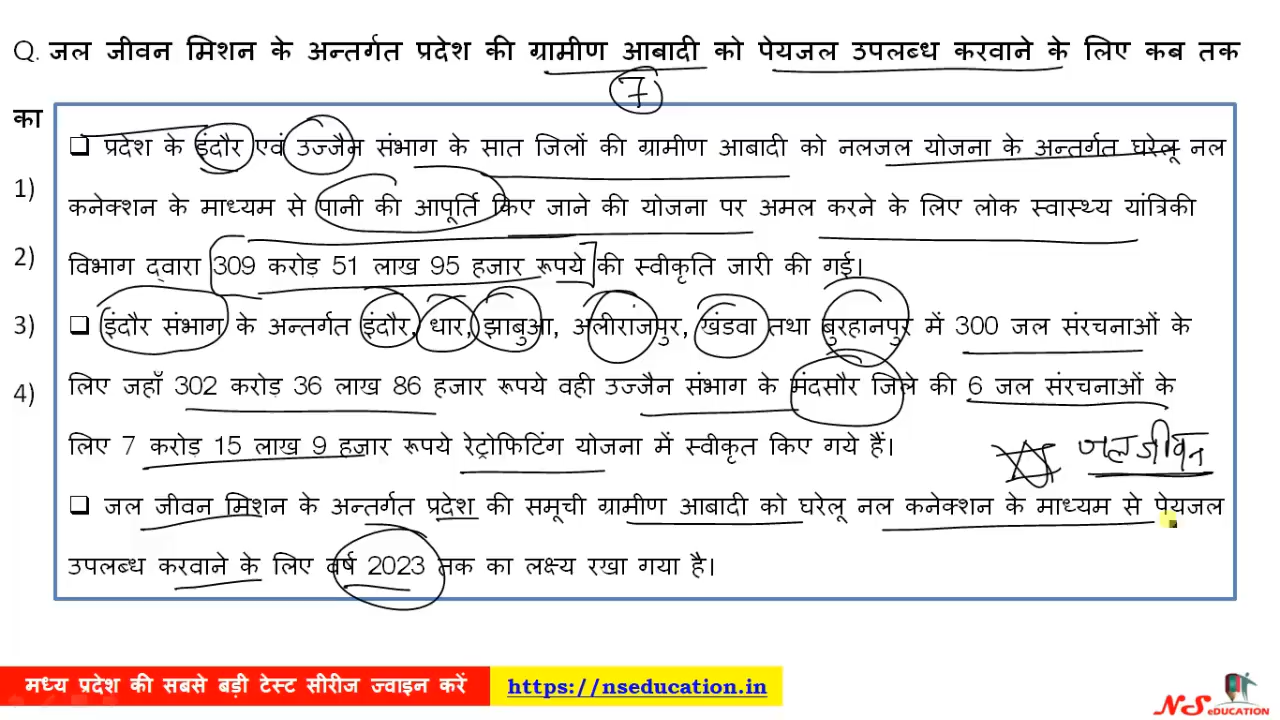 Q. जल जीवन मिशन के अन्तर्गत प्रदेश की ग्रामीण आबादी को पेयजल उपलब्ध करवाने के लिए कब तक
7
का
❑ प्रदेश के इंदौर एवं उज्जैन संभाग के सात जिलों की ग्रामीण आबादी को नलजल योजना के अन्तर्गत घरेलू नल
1)
कनेक्शन के माध्यम से पानी की आपूर्ति किए जाने की योजना पर अमल करने के लिए लोक स्वास्थ्य यांत्रिकी
2)
विभाग द्वारा 309 करोड़ 51 लाख 95 हजार रूपये की स्वीकृति जारी की गई।
3)
❑ इंदौर संभाग के अन्तर्गत इंदौर, धार, झाबुआ, अलीरांजपुर, खंडवा तथा बुरहानपुर में 300 जल संरचनाओं के
4)
लिए जहाँ 302 करोड़ 36 लाख 86 हजार रूपये वही उज्जैन संभाग के मंदसौर जिले की 6 जल संरचनाओं के
लिए 7 करोड़ 15 लाख 9 हजार रूपये रेट्रोफिटिंग योजना में स्वीकृत किए गये हैं।
जल जीवन
❑ जल जीवन मिशन के अन्तर्गत प्रदेश की समूची ग्रामीण आबादी को घरेलू नल कनेक्शन के माध्यम से पेयजल
उपलब्ध करवाने के लिए वर्ष 2023 तक का लक्ष्य रखा गया है।
मध्य प्रदेश की सबसे बड़ी टेस्ट सीरीज ज्वाइन करें
https://nseducation.in
NS eDUCATION